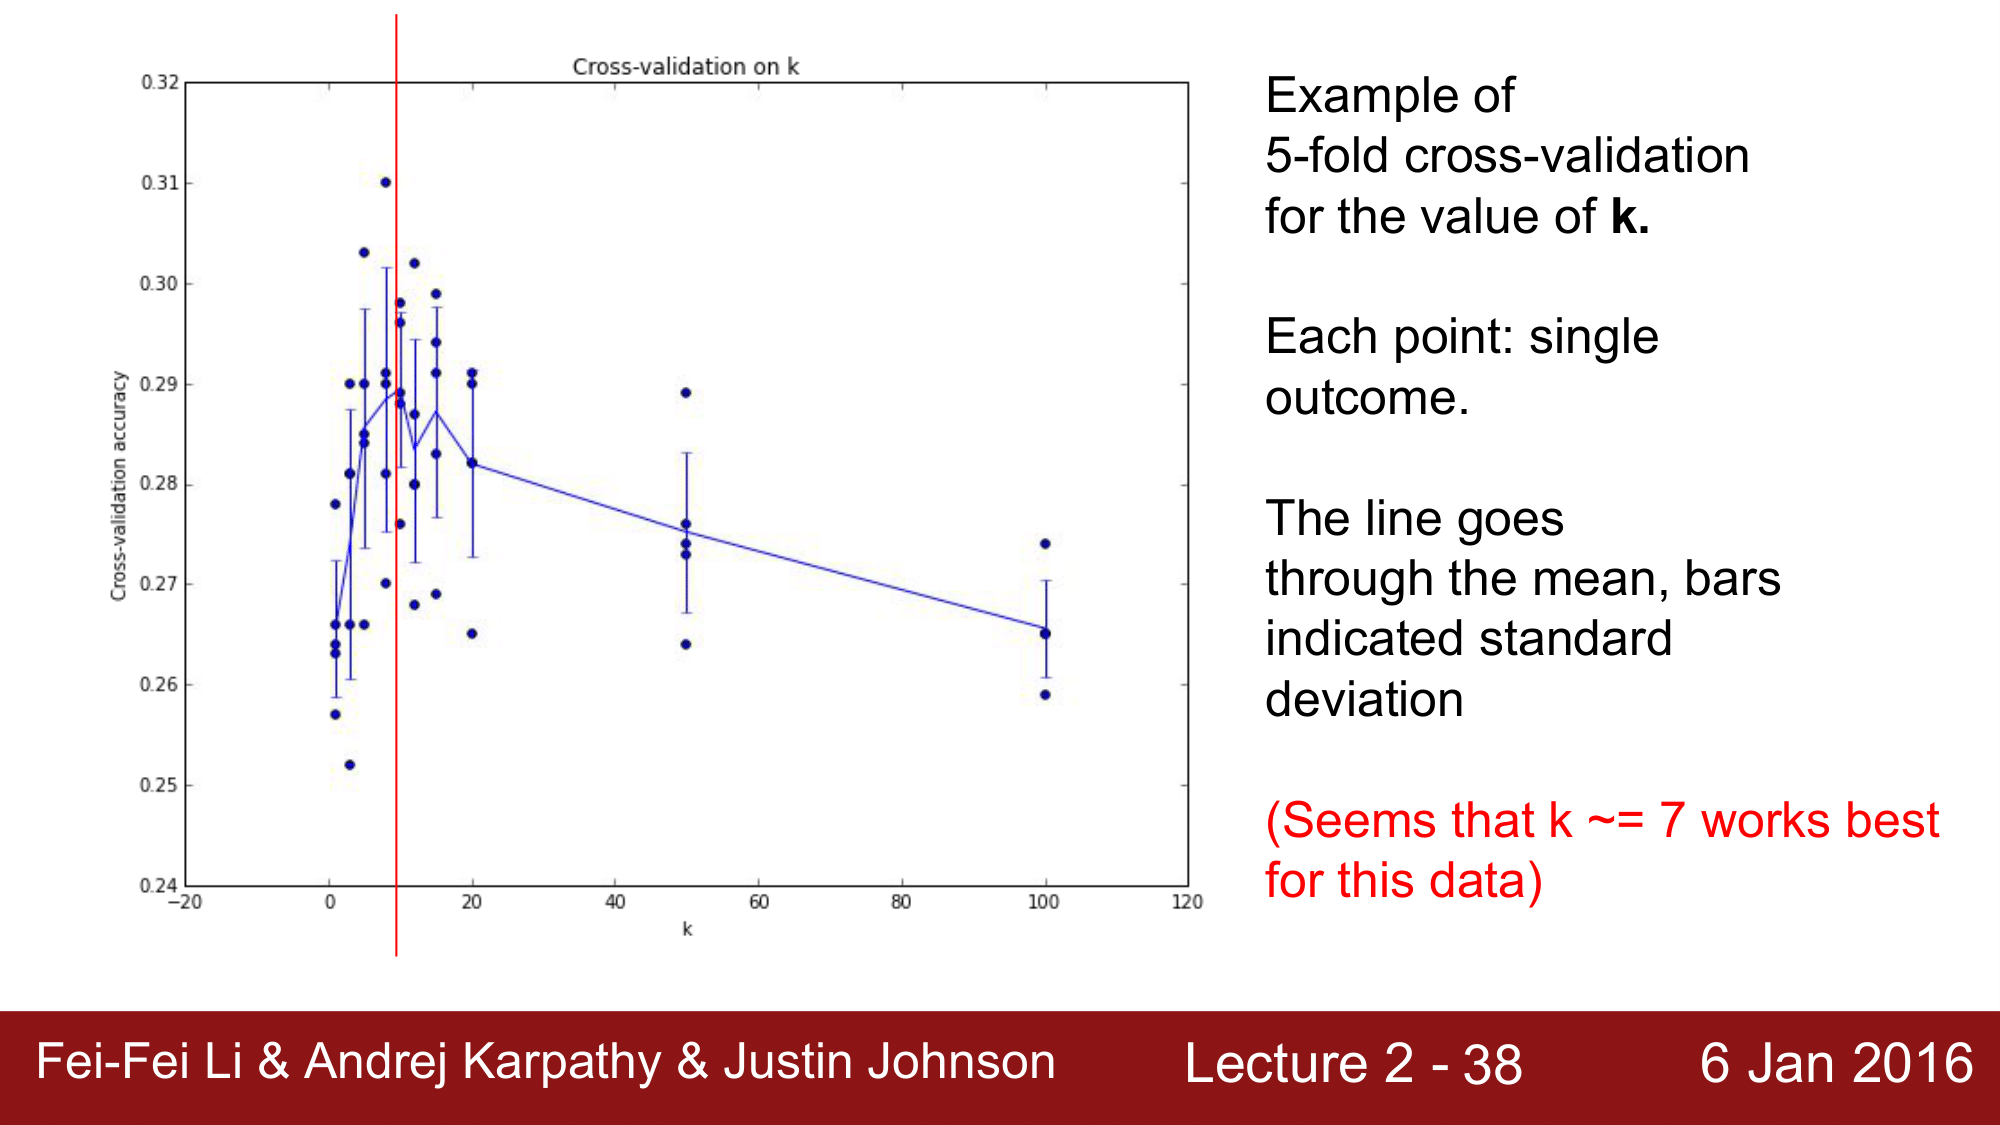 Cross-validation on k
0.32
0.31
0.30
0.29
0.28
0.27
0.26
0.25
0.24
Cross-validation accuracy
−20 0 20 40 60 80 100 120
k
Example of
5-fold cross-validation
for the value of k.
Each point: single
outcome.
The line goes
through the mean, bars
indicated standard
deviation
(Seems that k ~= 7 works best
for this data)
Fei-Fei Li & Andrej Karpathy & Justin Johnson Lecture 2 - 38 6 Jan 2016